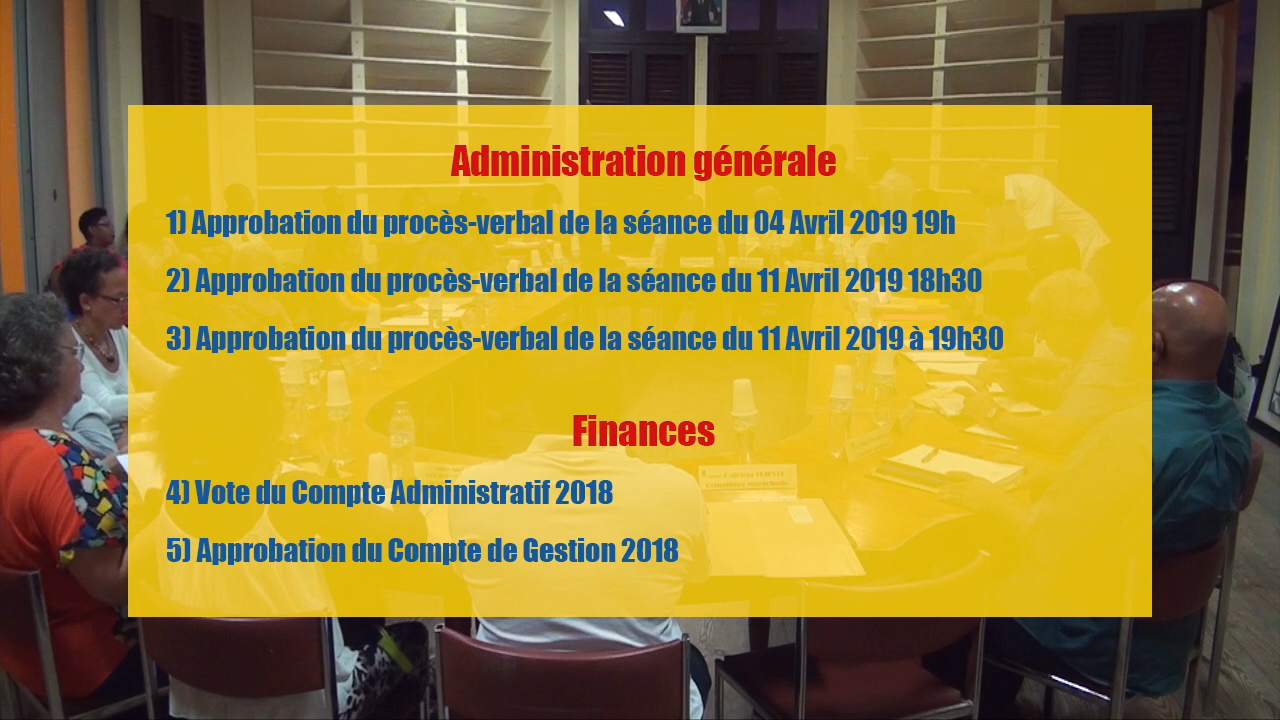 Administration générale
1) Approbation du procès-verbal de la séance du 04 Avril 2019 19h
2) Approbation du procès-verbal de la séance du 11 Avril 2019 18h30
3) Approbation du procès-verbal de la séance du 11 Avril 2019 à 19h30
Finances
4) Vote du Compte Administratif 2018
5) Approbation du Compte de Gestion 2018